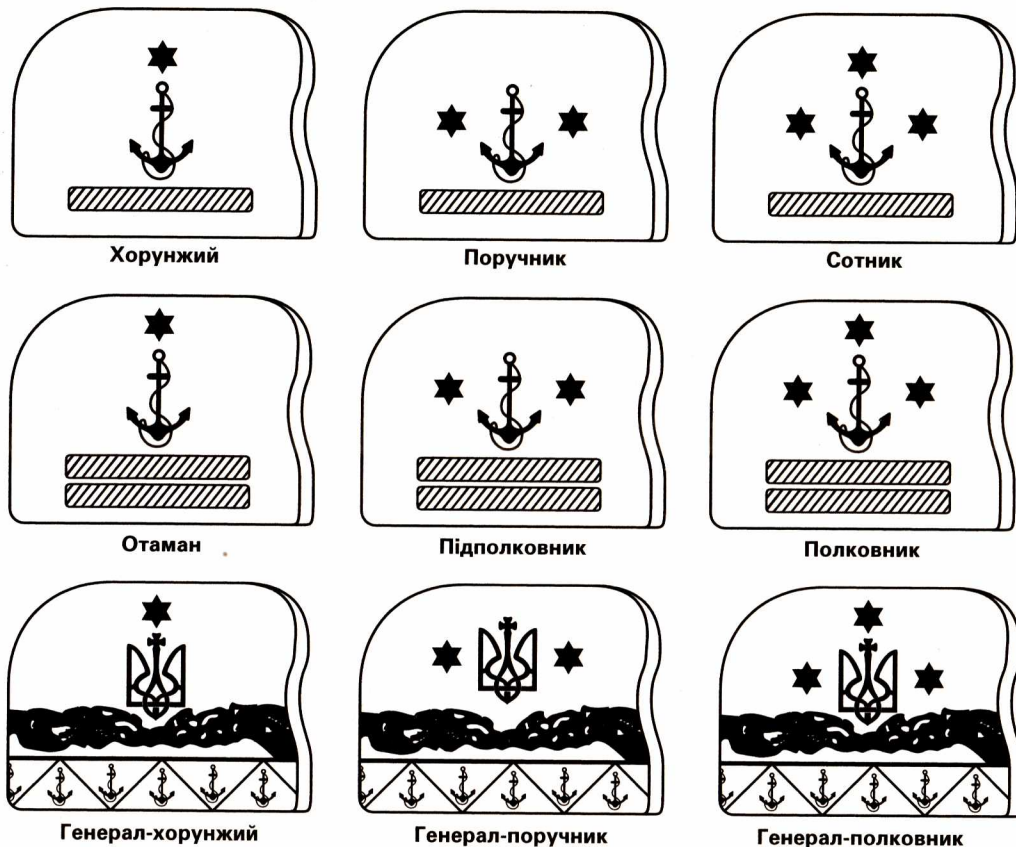 Хорунжий
Поручник
Сотник
Отаман
Підполковник
Полковник
Генерал-хорунжий
Генерал-поручник
Генерал-полковник